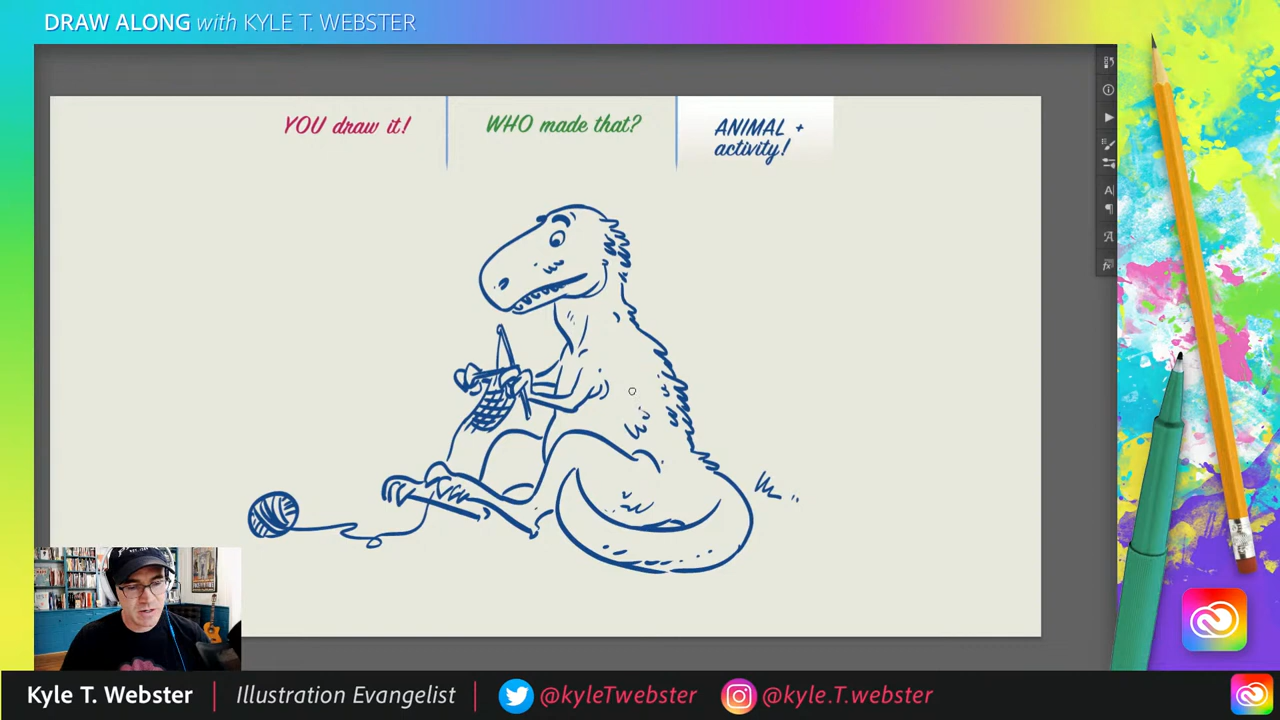 DRAW ALONG with KYLE T. WEBSTER
YOU draw it!
WHO made that?
ANIMAL +
activity!
Kyle T. Webster | Illustration Evangelist | @kyleTwebster @kyle.T.webster